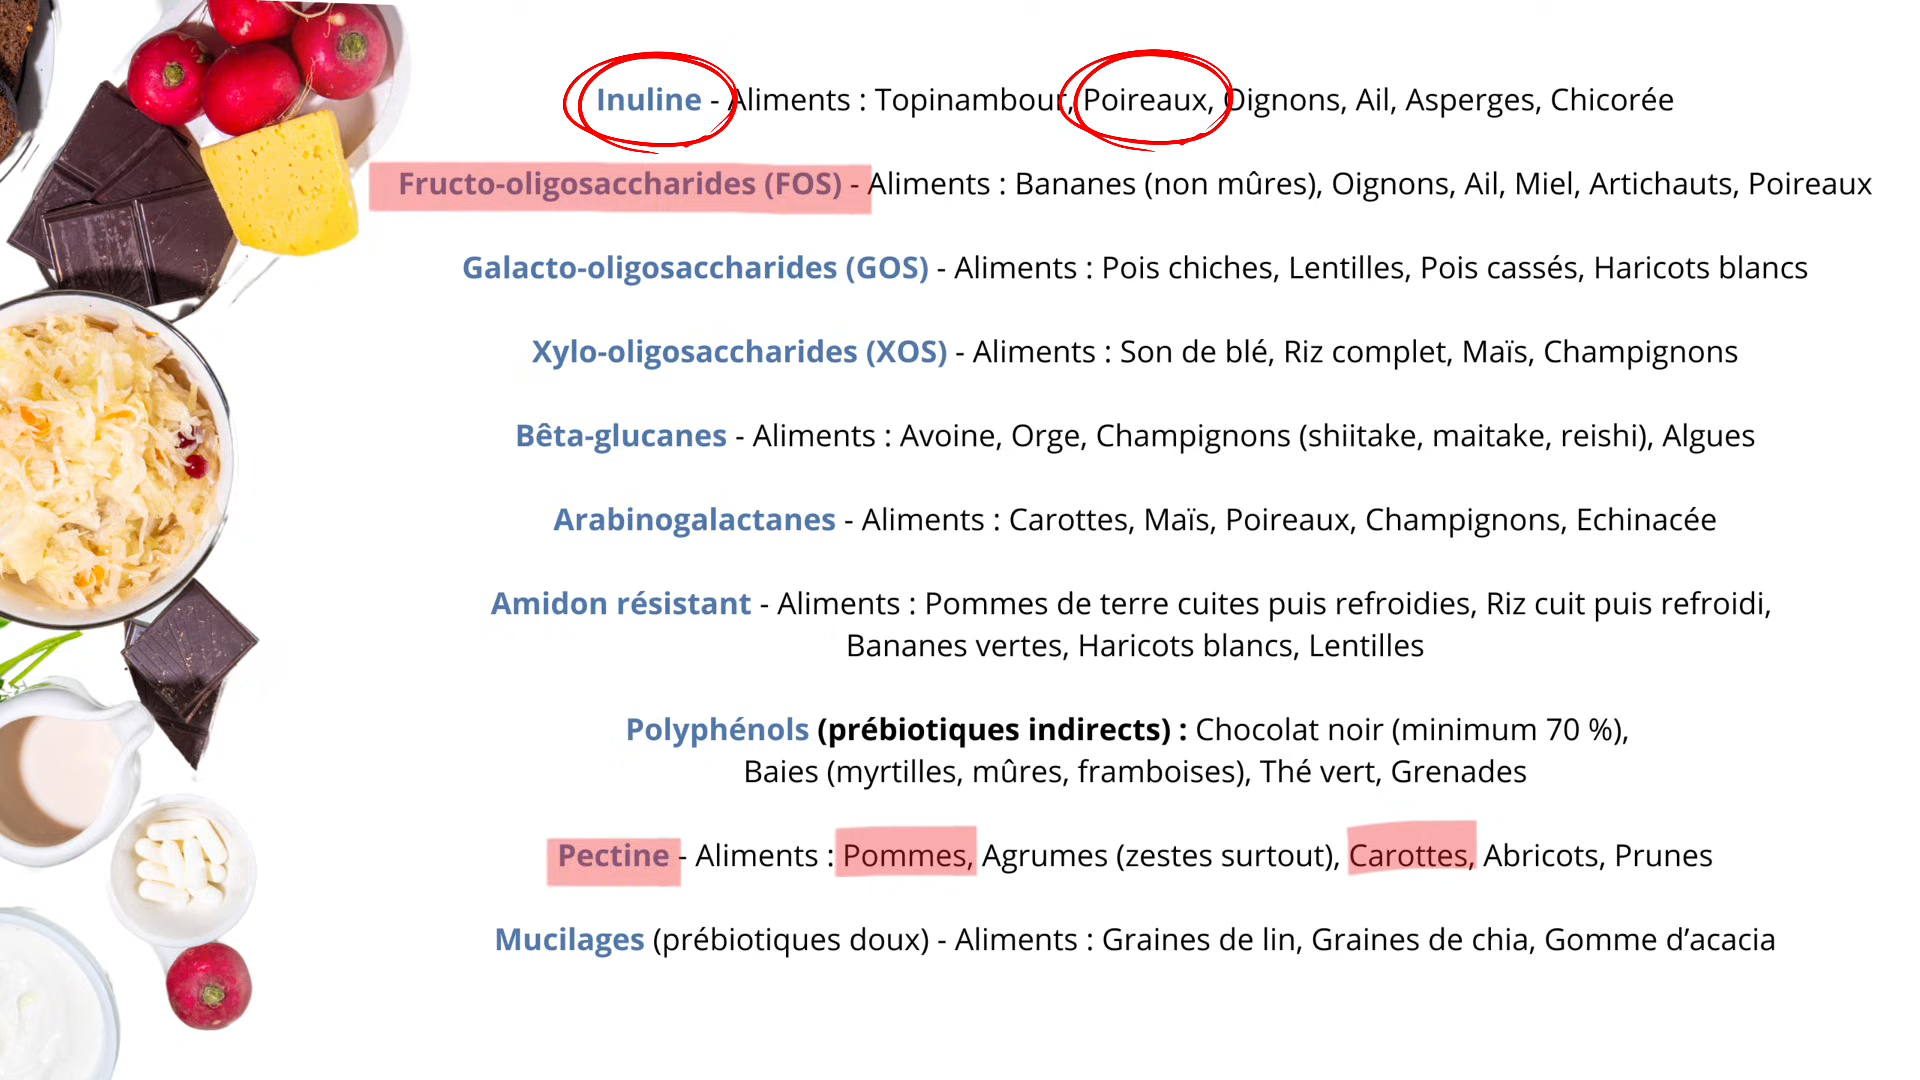 Inuline - Aliments : Topinambour, Poireaux, Oignons, Ail, Asperges, Chicorée
Fructo-oligosaccharides (FOS) - Aliments : Bananes (non mûres), Oignons, Ail, Miel, Artichauts, Poireaux
Galacto-oligosaccharides (GOS) - Aliments : Pois chiches, Lentilles, Pois cassés, Haricots blancs
Xylo-oligosaccharides (XOS) - Aliments : Son de blé, Riz complet, Maïs, Champignons
Bêta-glucanes - Aliments : Avoine, Orge, Champignons (shiitake, maitake, reishi), Algues
Arabinogalactanes - Aliments : Carottes, Maïs, Poireaux, Champignons, Echinacée
Amidon résistant - Aliments : Pommes de terre cuites puis refroidies, Riz cuit puis refroidi,
Bananes vertes, Haricots blancs, Lentilles
Polyphénols (prébiotiques indirects) : Chocolat noir (minimum 70 %),
Baies (myrtilles, mûres, framboises), Thé vert, Grenades
Pectine - Aliments : Pommes, Agrumes (zestes surtout), Carottes, Abricots, Prunes
Mucilages (prébiotiques doux) - Aliments : Graines de lin, Graines de chia, Gomme d’acacia